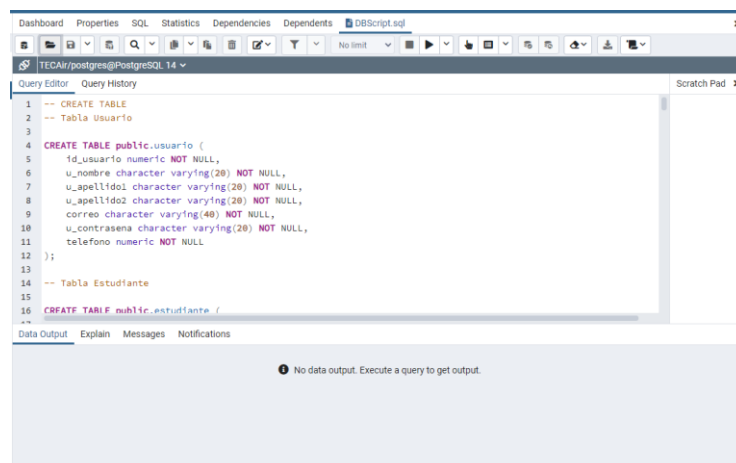 Dashboard Properties SQL Statistics Dependencies Dependents DBScript.sql
No limit
TECAir/postgres@PostgreSQL 14
Query Editor Query History
Scratch Pad
1 -- CREATE TABLE
2 -- Tabla Usuario
3
4 CREATE TABLE public.usuario (
5 id_usuario numeric NOT NULL,
6 u_nombre character varying(20) NOT NULL,
7 u_apellido1 character varying(20) NOT NULL,
8 u_apellido2 character varying(20) NOT NULL,
9 correo character varying(40) NOT NULL,
10 u_contrasena character varying(20) NOT NULL,
11 telefono numeric NOT NULL
12 );
13
14 -- Tabla Estudiante
15
16 CREATE TABLE public.estudiante (
Data Output Explain Messages Notifications
No data output. Execute a query to get output.